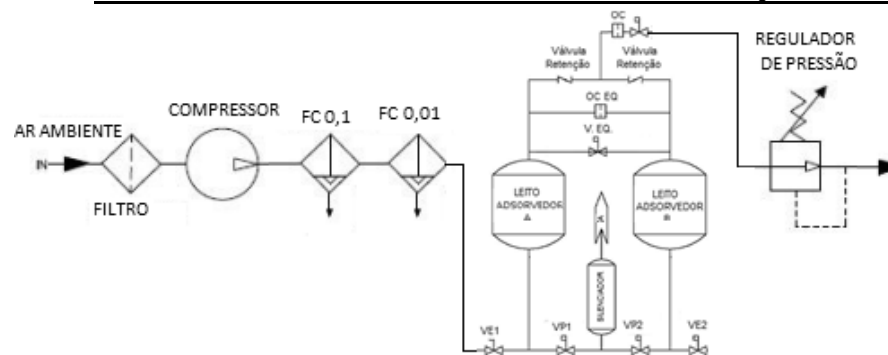 OC
REGULADOR
DE PRESSÃO
Válvula
Retenção
Válvula
Retenção
COMPRESSOR
FC 0,1
FC 0,01
OC EQ
V. EQ.
AR AMBIENTE
IN
FILTRO
LEITO
ADSORVEDOR
A
LEITO
ADSORVEDOR
B
SILENCIADOR
VE1
VP1
VP2
VE2